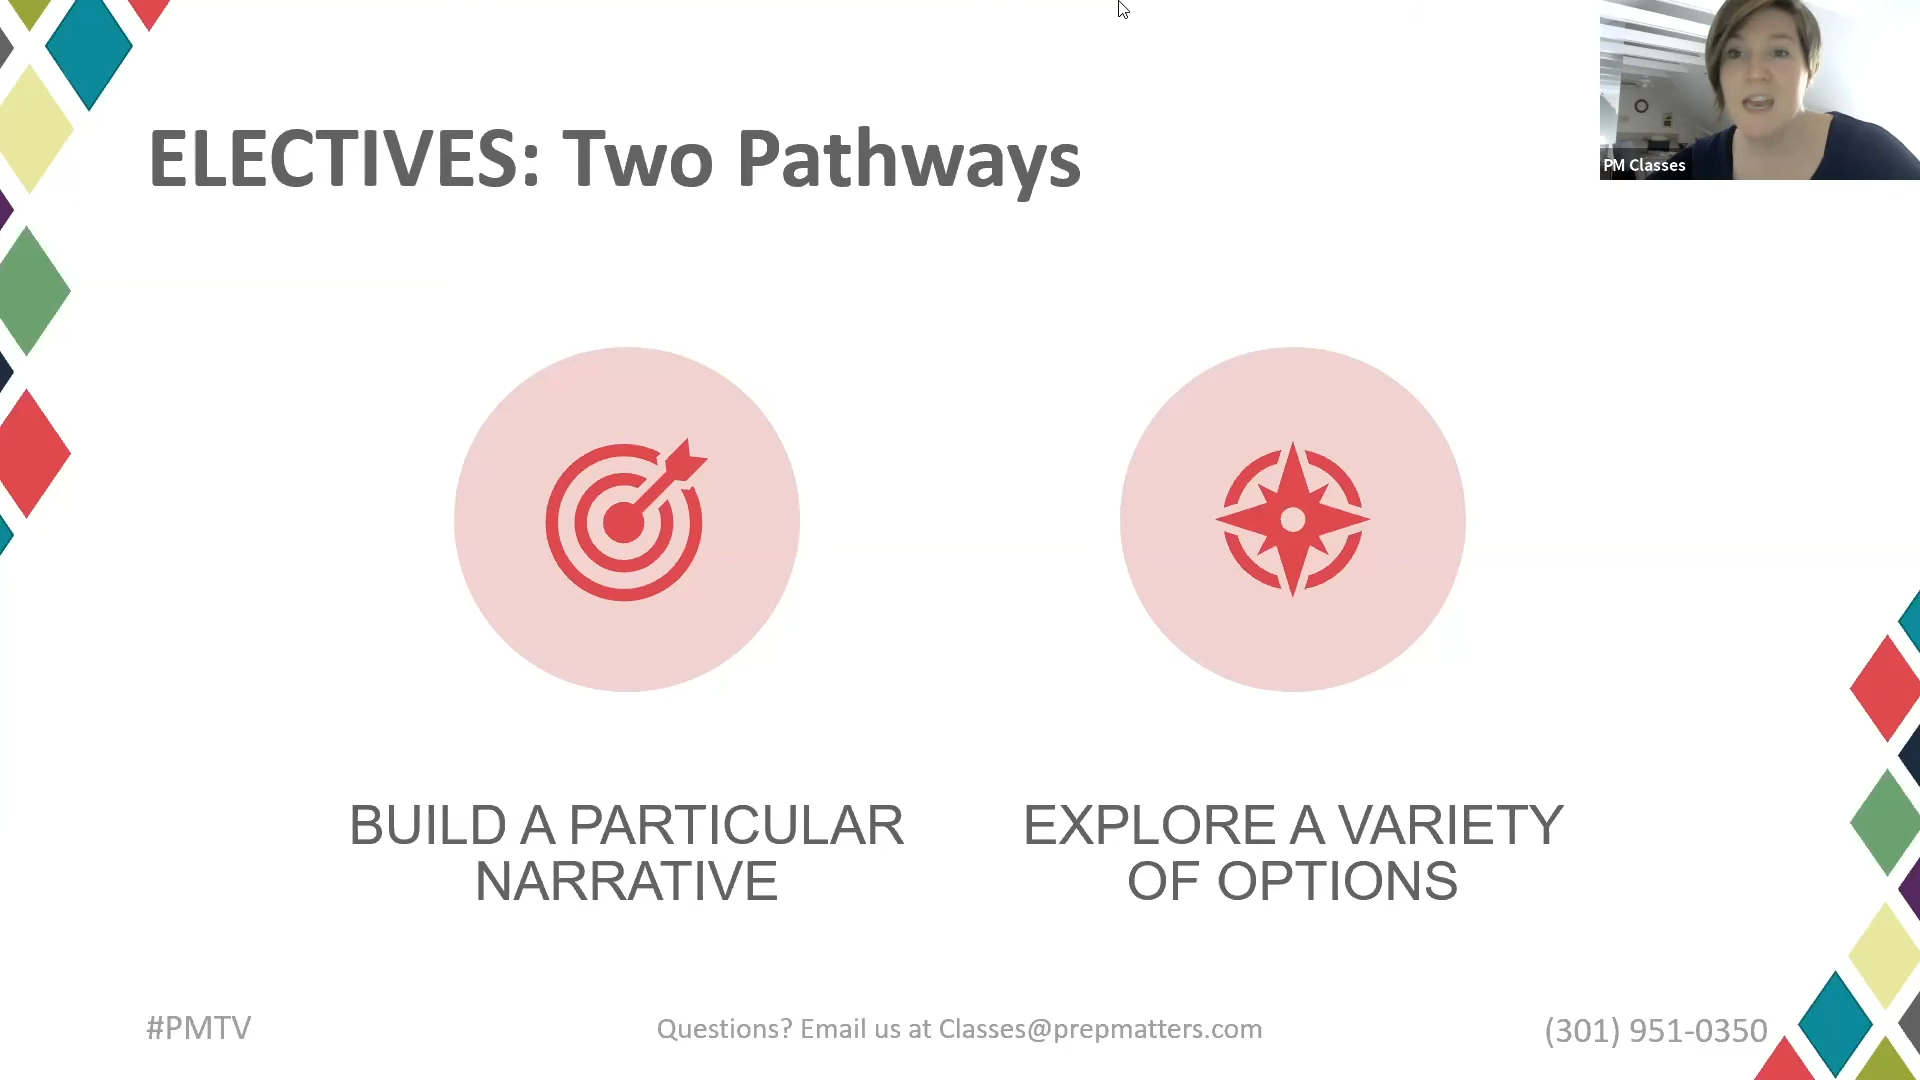 PM Classes
ELECTIVES: Two Pathways
BUILD A PARTICULAR
NARRATIVE
EXPLORE A VARIETY
OF OPTIONS
#PMTV
Questions? Email us at Classes@prepmatters.com
(301) 951-0350